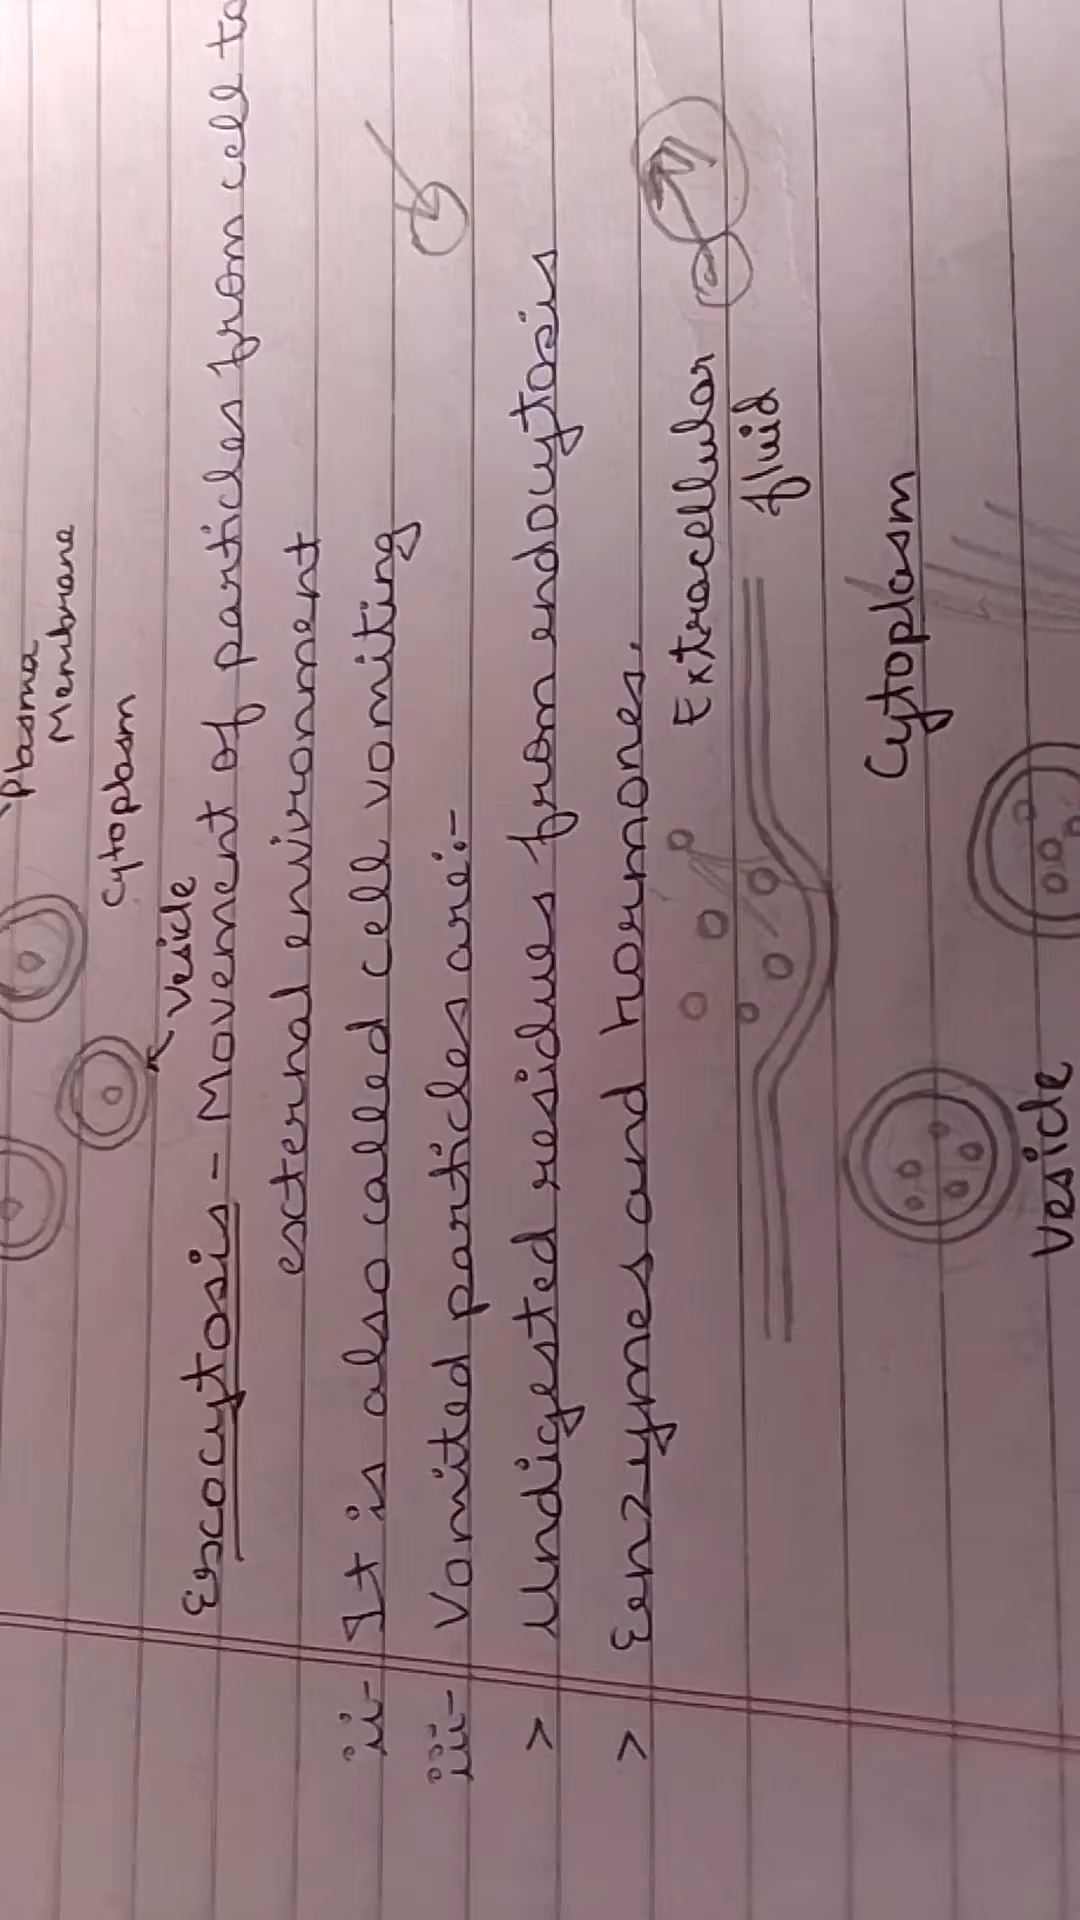 Plasma
Membrane
Cytoplasm
Vesicle
Exocytosis - Movement of particles from cell to
external environment
ii- It is also called cell vomiting
iii- Vomited particles are:-
> Undigested residues from endocytosis
> Eenzymes and hormones.
Extracellular
fluid
Cytoplasm
Vesicle